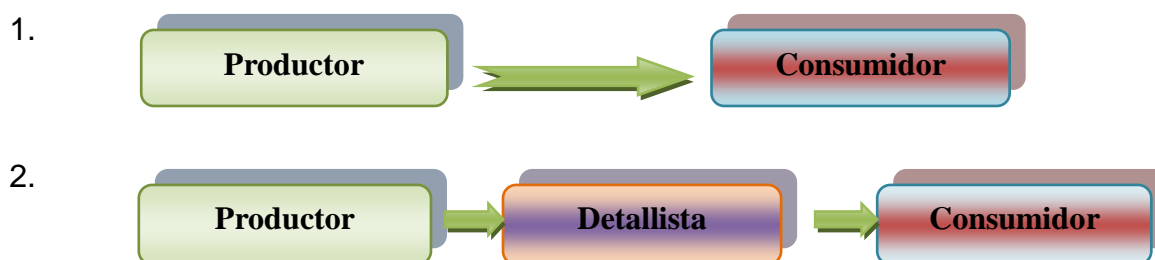 1. Productor Consumidor
2. Productor Detallista Consumidor